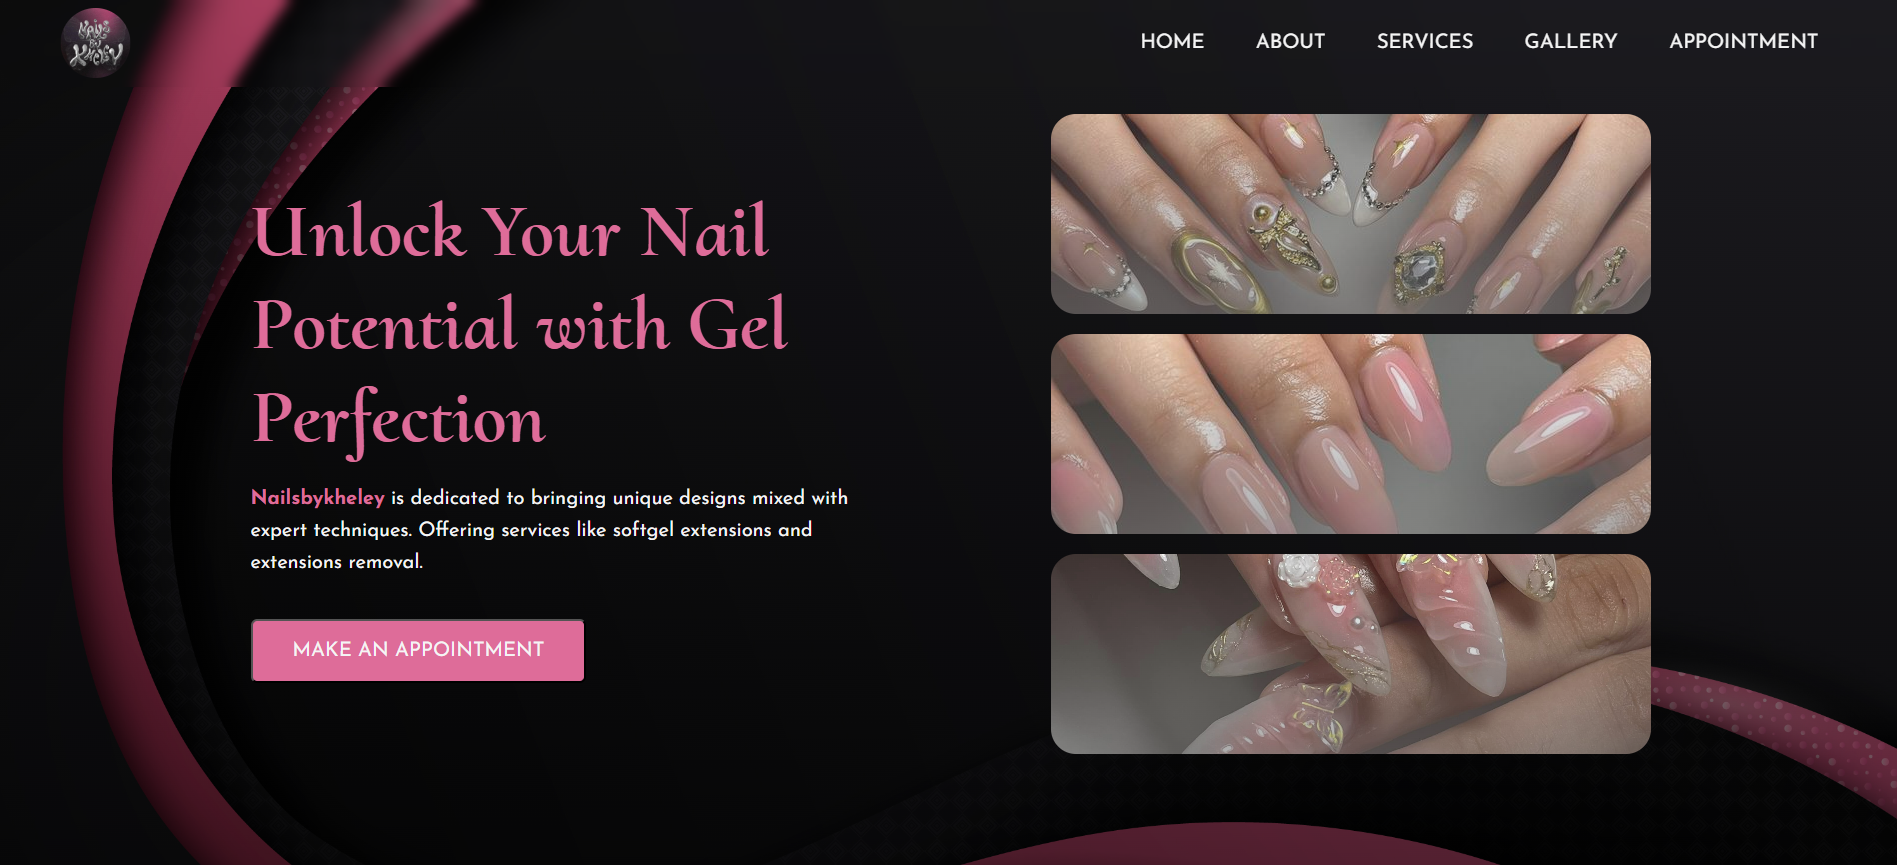 Nails
By
Kheley
HOME ABOUT SERVICES GALLERY APPOINTMENT
Unlock Your Nail
Potential with Gel
Perfection
Nailsbykheley is dedicated to bringing unique designs mixed with
expert techniques. Offering services like softgel extensions and
extensions removal.
MAKE AN APPOINTMENT